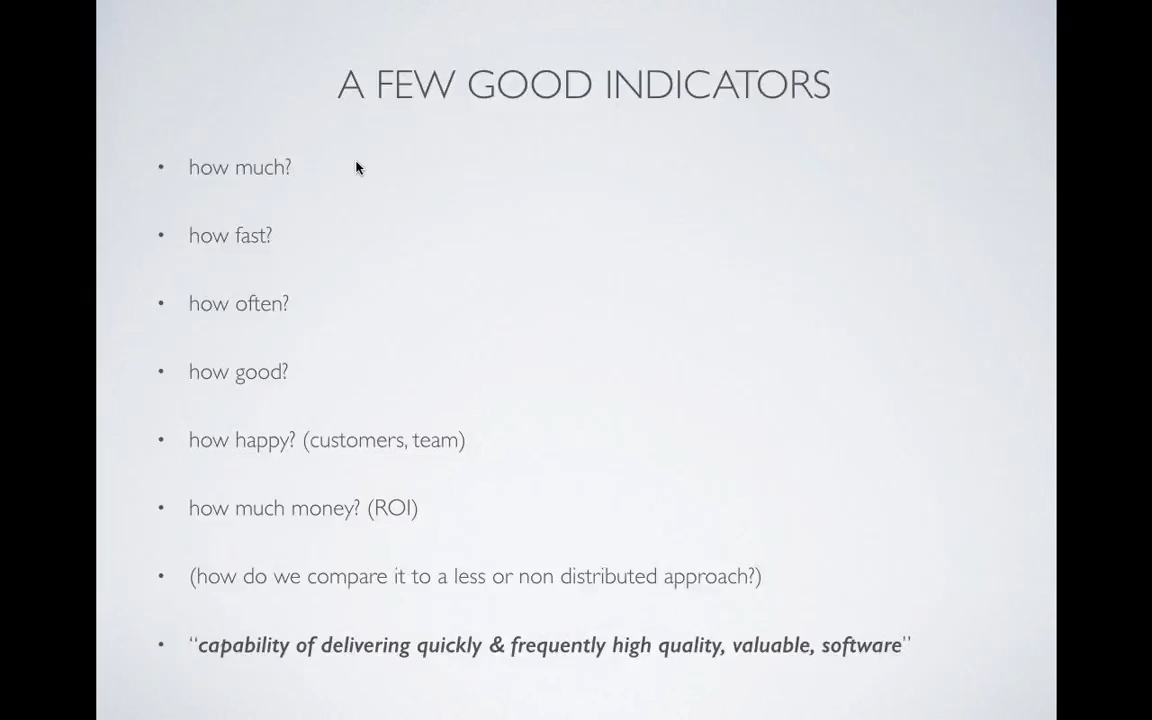 A FEW GOOD INDICATORS
• how much?
• how fast?
• how often?
• how good?
• how happy? (customers, team)
• how much money? (ROI)
• (how do we compare it to a less or non distributed approach?)
• “capability of delivering quickly & frequently high quality, valuable, software”